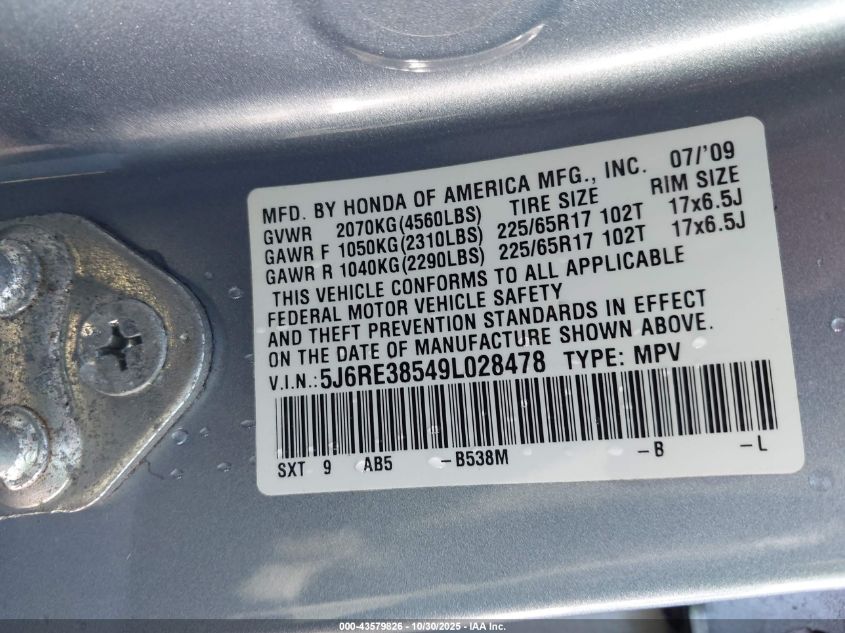 MFD. BY HONDA OF AMERICA MFG., INC. 07/'09
GVWR 2070KG(4560LBS) TIRE SIZE RIM SIZE
GAWR F 1050KG(2310LBS) 225/65R17 102T 17x6.5J
GAWR R 1040KG(2290LBS) 225/65R17 102T 17x6.5J
THIS VEHICLE CONFORMS TO ALL APPLICABLE
FEDERAL MOTOR VEHICLE SAFETY
AND THEFT PREVENTION STANDARDS IN EFFECT
ON THE DATE OF MANUFACTURE SHOWN ABOVE.
V.I.N.:5J6RE38549L028478 TYPE: MPV
SXT 9 AB5 -B538M -B -L
000-43579826 - 10/30/2025 - IAA Inc.